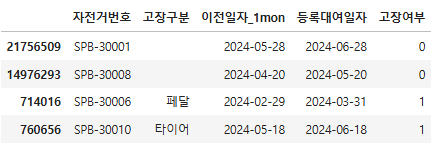 자전거번호 고장구분 이전일자_1mon 등록대여일자 고장여부
21756509 SPB-30001 2024-05-28 2024-06-28 0
14976293 SPB-30008 2024-04-20 2024-05-20 0
714016 SPB-30006 페달 2024-02-29 2024-03-31 1
760656 SPB-30010 타이어 2024-05-18 2024-06-18 1